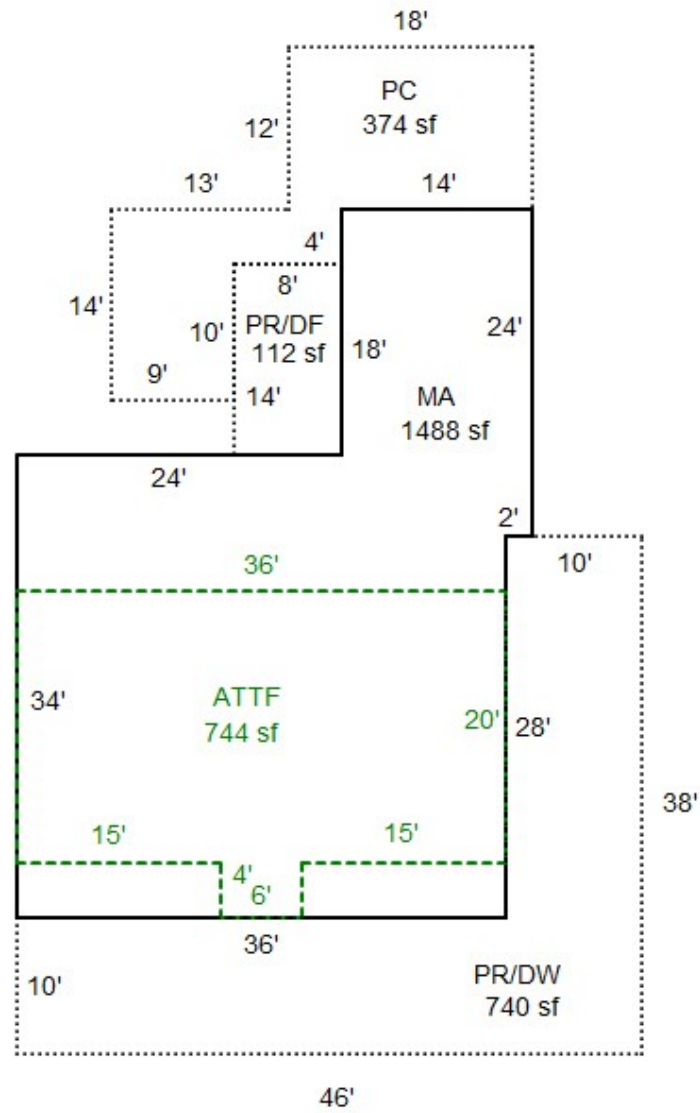 18'
PC
374 sf
12'
13'
14'
4'
8'
14'
10'
PR/DF
112 sf
18'
24'
9'
14'
MA
1488 sf
24'
2'
36'
10'
ATTF
744 sf
34'
20'
28'
38'
15'
15'
4'
6'
36'
10'
PR/DW
740 sf
46'